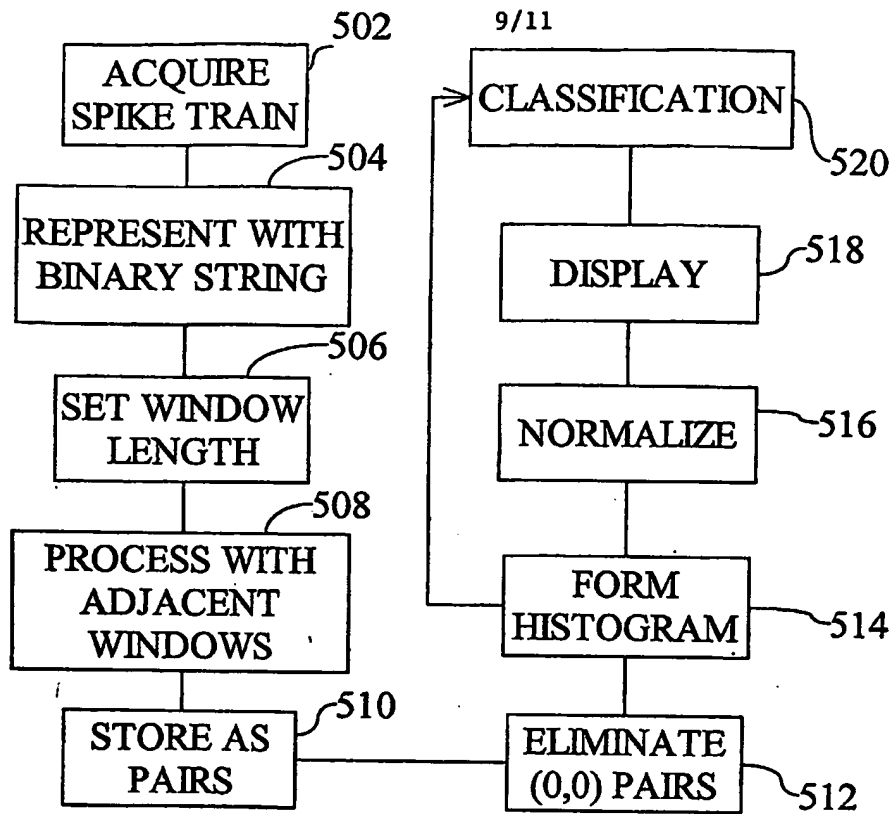 9/11
502
ACQUIRE
SPIKE TRAIN
504
REPRESENT WITH
BINARY STRING
506
SET WINDOW
LENGTH
508
PROCESS WITH
ADJACENT
WINDOWS
510
STORE AS
PAIRS
ELIMINATE
(0,0) PAIRS
512
FORM
HISTOGRAM
514
NORMALIZE
516
DISPLAY
518
CLASSIFICATION
520